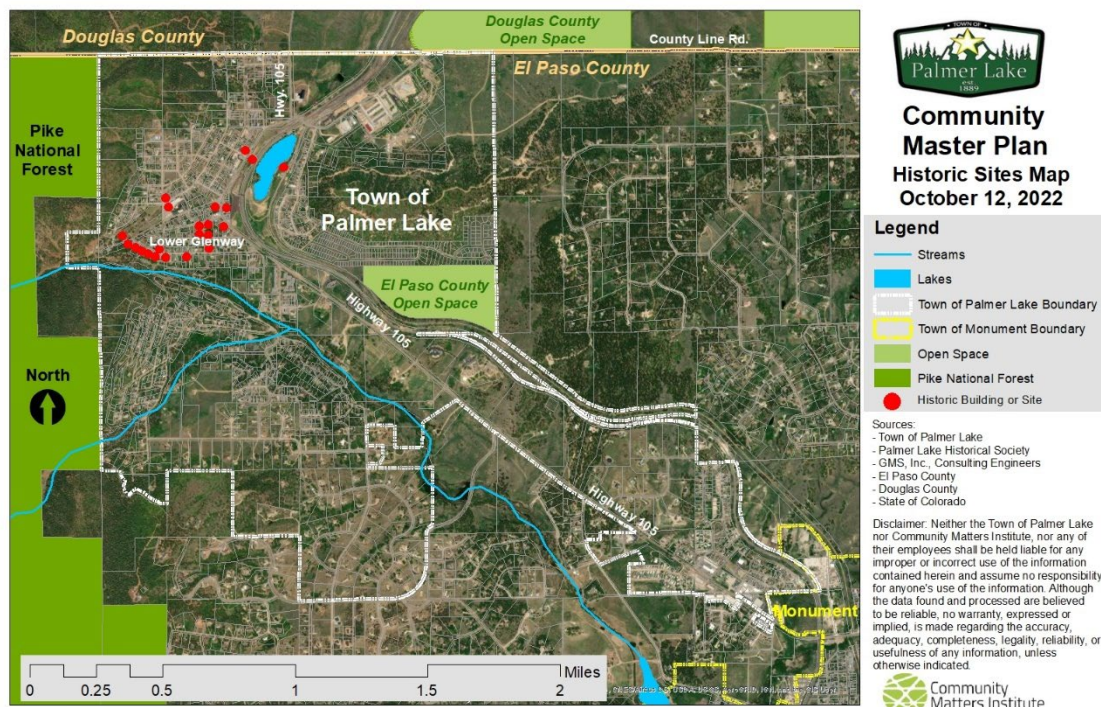 Douglas County
Douglas County
Open Space
County Line Rd.
El Paso County
Hwy. 105
Pike
National
Forest
Town of
Palmer Lake
Lower Glenway
El Paso County
Open Space
Highway 105
North
Highway 105
Monument
0 0.25 0.5 1 1.5 2 Miles
TOWN OF
Palmer Lake
est
1889
Community
Master Plan
Historic Sites Map
October 12, 2022
Legend
Streams
Lakes
Town of Palmer Lake Boundary
Town of Monument Boundary
Open Space
Pike National Forest
Historic Building or Site
Sources:
- Town of Palmer Lake
- Palmer Lake Historical Society
- GMS, Inc., Consulting Engineers
- El Paso County
- Douglas County
- State of Colorado
Disclaimer: Neither the Town of Palmer Lake
nor Community Matters Institute, nor any of
their employees shall be held liable for any
improper or incorrect use of the information
contained herein and assume no responsibility
for anyone's use of the information. Although
the data found and processed are believed
to be reliable, no warranty, expressed or
implied, is made regarding the accuracy,
adequacy, completeness, legality, reliability, or
usefulness of any information, unless
otherwise indicated.
Community
Matters Institute